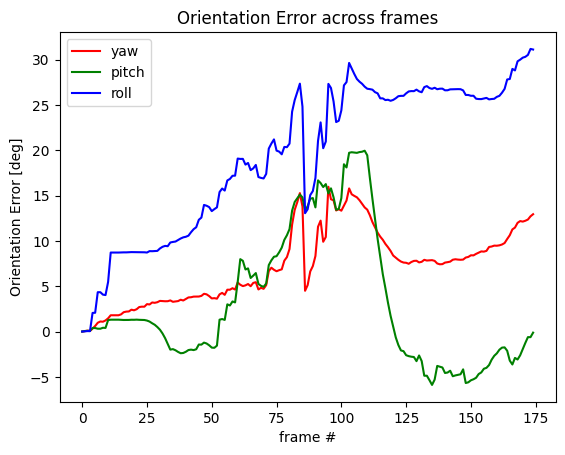 Orientation Error across frames
yaw
pitch
roll
Orientation Error [deg]
30
25
20
15
10
5
0
−5
0 25 50 75 100 125 150 175
frame #